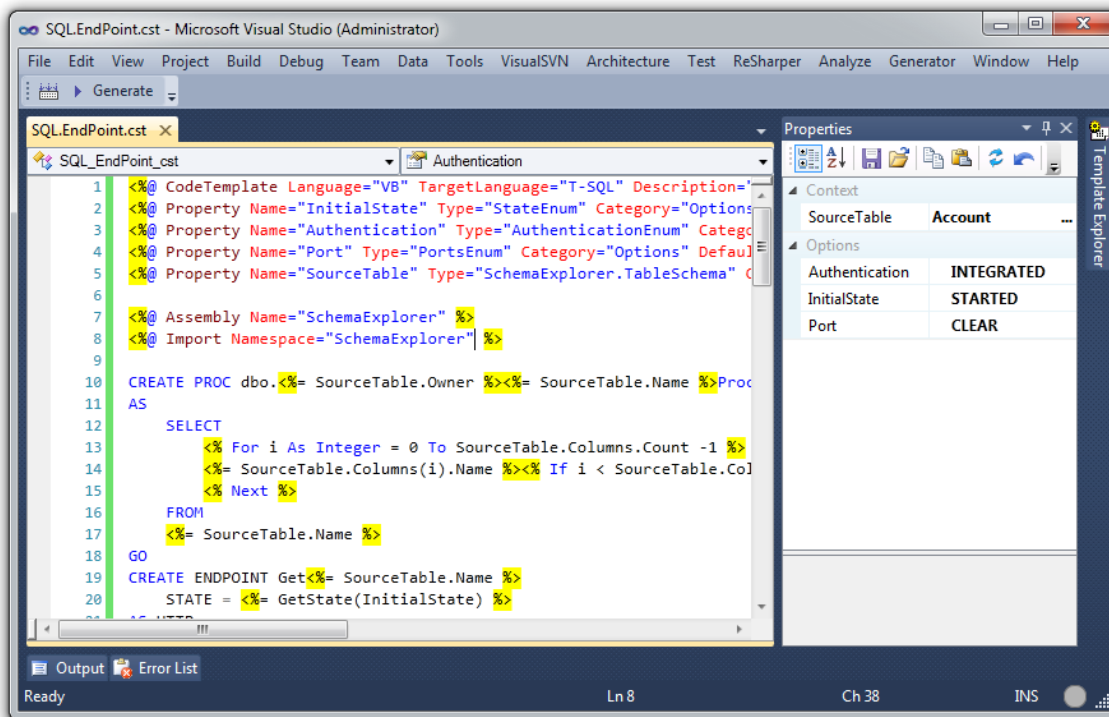 SQL.EndPoint.cst - Microsoft Visual Studio (Administrator)
File Edit View Project Build Debug Team Data Tools VisualSVN Architecture Test ReSharper Analyze Generator Window Help
Generate
SQL.EndPoint.cst
SQL_EndPoint_cst Authentication
1 <%@ CodeTemplate Language="VB" TargetLanguage="T-SQL" Description="
2 <%@ Property Name="InitialState" Type="StateEnum" Category="Options
3 <%@ Property Name="Authentication" Type="AuthenticationEnum" Catego
4 <%@ Property Name="Port" Type="PortsEnum" Category="Options" Defaul
5 <%@ Property Name="SourceTable" Type="SchemaExplorer.TableSchema" C
6
7 <%@ Assembly Name="SchemaExplorer" %>
8 <%@ Import Namespace="SchemaExplorer" %>
9
10 CREATE PROC dbo.<%= SourceTable.Owner %><%= SourceTable.Name %>Proc
11 AS
12 SELECT
13 <% For i As Integer = 0 To SourceTable.Columns.Count -1 %>
14 <%= SourceTable.Columns(i).Name %><% If i < SourceTable.Col
15 <% Next %>
16 FROM
17 <%= SourceTable.Name %>
18 GO
19 CREATE ENDPOINT Get<%= SourceTable.Name %>
20 STATE = <%= GetState(InitialState) %>
21 AS HTTP
Properties
Context
SourceTable Account ...
Options
Authentication INTEGRATED
InitialState STARTED
Port CLEAR
Template Explorer
Output Error List
Ready Ln 8 Ch 38 INS